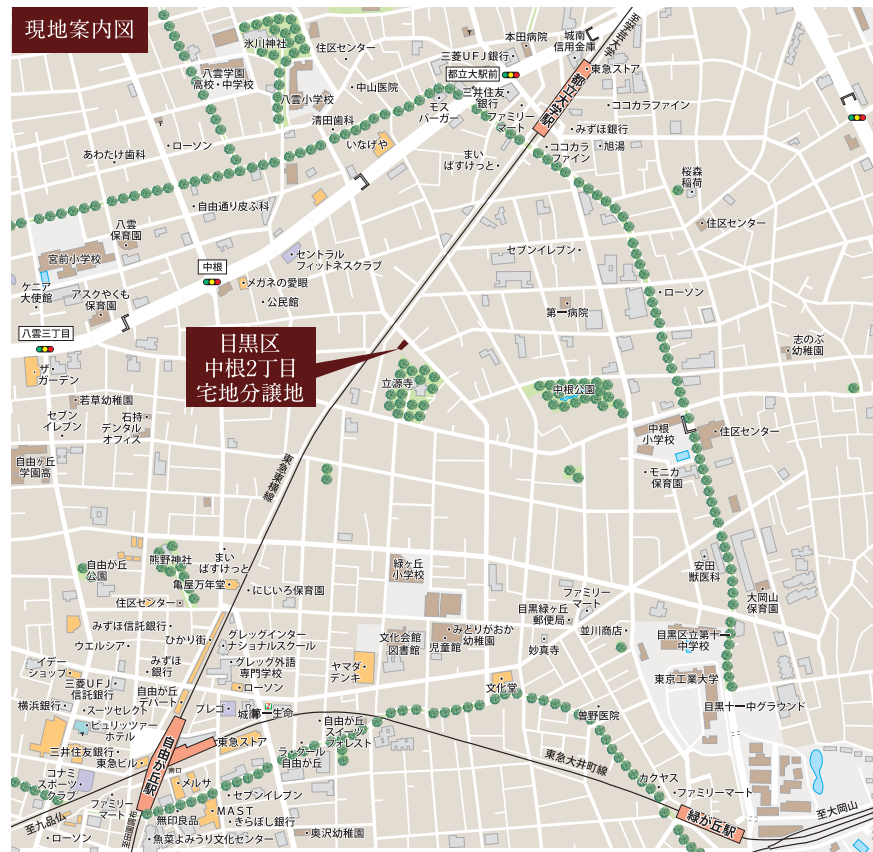 現地案内図
氷川神社
住区センター
八雲学園
高校・中学校
八雲小学校
中山医院
清田歯科
いなげや
あわたけ歯科
ローソン
本田病院
城南
信用金庫
三菱UFJ銀行
都立大駅前
三井住友
銀行
モス
バーガー
ファミリー
マート
まい
ばすけっと
至学芸大学
都立大学駅
東急ストア
ココカラファイン
みずほ銀行
ココカラ
ファイン
旭湯
桜森
稲荷
住区センター
自由通り皮ふ科
八雲
保育園
宮前小学校
ケニア
大使館
アスクやくも
保育園
中根
セントラル
フィットネスクラブ
メガネの愛眼
公民館
セブンイレブン
第一病院
ローソン
志のぶ
幼稚園
八雲三丁目
ザ・
ガーデン
目黒区
中根2丁目
宅地分譲地
立源寺
中根公園
若草幼稚園
セブン
イレブン
石持
デンタル
オフィス
自由ヶ丘
学園高
東急東横線
中根
小学校
住区センター
モニカ
保育園
自由が丘
公園
熊野神社
まい
ばすけっと
亀屋万年堂
にじいろ保育園
住区センター
緑ヶ丘
小学校
安田
獣医科
大岡山
保育園
ファミリー
マート
目黒緑ヶ丘
郵便局
みずほ信託銀行
ウエルシア
ひかり街
グレッグインター
ナショナルスクール
文化会館
図書館
みどりがおか
幼稚園
児童館
妙真寺
並川商店
目黒区立第十一
中学校
イデー
ショップ
みずほ
銀行
グレッグ外語
専門学校
ヤマダ
デンキ
東京工業大学
三菱UFJ
信託銀行
自由が丘
デパート
ローソン
文化堂
横浜銀行
スーツセレクト
プレゴ
城南
第一生命
目黒十一中グラウンド
ピュリッツァー
ホテル
自由が丘
スイーツ
フォレスト
曽野医院
三井住友銀行
東急ビル
自由が丘駅
東急ストア
ラ・クール
自由が丘
東急大井町線
コナミ
スポーツ
クラブ
南口
メルサ
カクヤス
ファミリーマート
セブンイレブン
ファミリー
マート
無印良品
MAST
きらぼし銀行
至九品仏
ローソン
至田園調布
魚菜よみうり文化センター
奥沢幼稚園
緑が丘駅
至大岡山